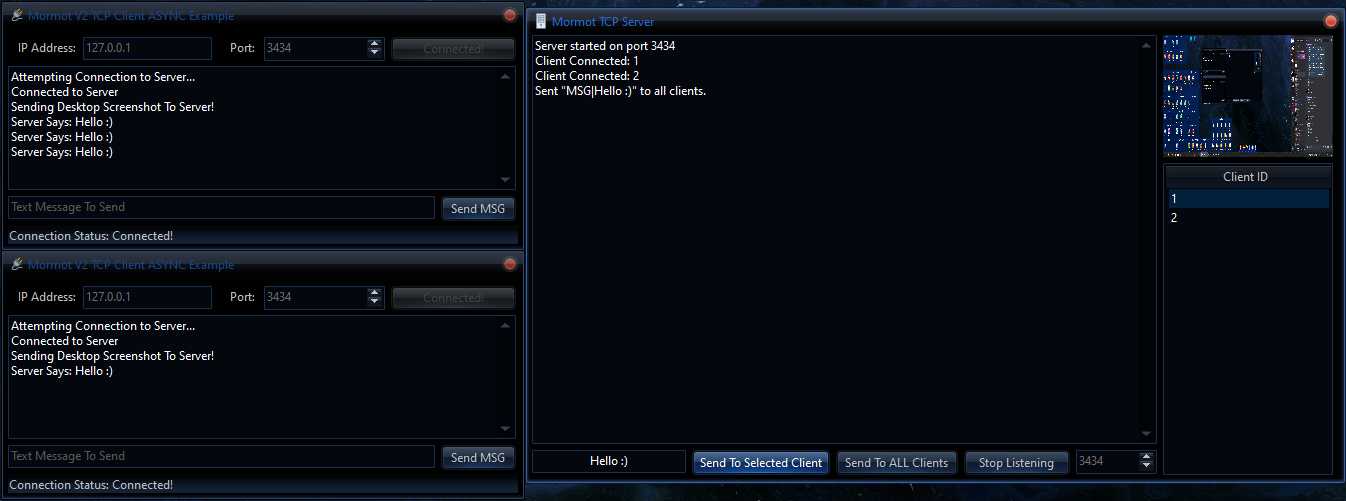 Mormot V2 TCP Client ASYNC Example
IP Address: 127.0.0.1 Port: 3434 Connected!
Attempting Connection to Server...
Connected to Server
Sending Desktop Screenshot To Server!
Server Says: Hello :)
Server Says: Hello :)
Server Says: Hello :)
Text Message To Send Send MSG
Connection Status: Connected!
Mormot V2 TCP Client ASYNC Example
IP Address: 127.0.0.1 Port: 3434 Connected!
Attempting Connection to Server...
Connected to Server
Sending Desktop Screenshot To Server!
Server Says: Hello :)
Text Message To Send Send MSG
Connection Status: Connected!
Mormot TCP Server
Server started on port 3434
Client Connected: 1
Client Connected: 2
Sent "MSG|Hello :)" to all clients.
Client ID
1
2
Hello :) Send To Selected Client Send To ALL Clients Stop Listening 3434